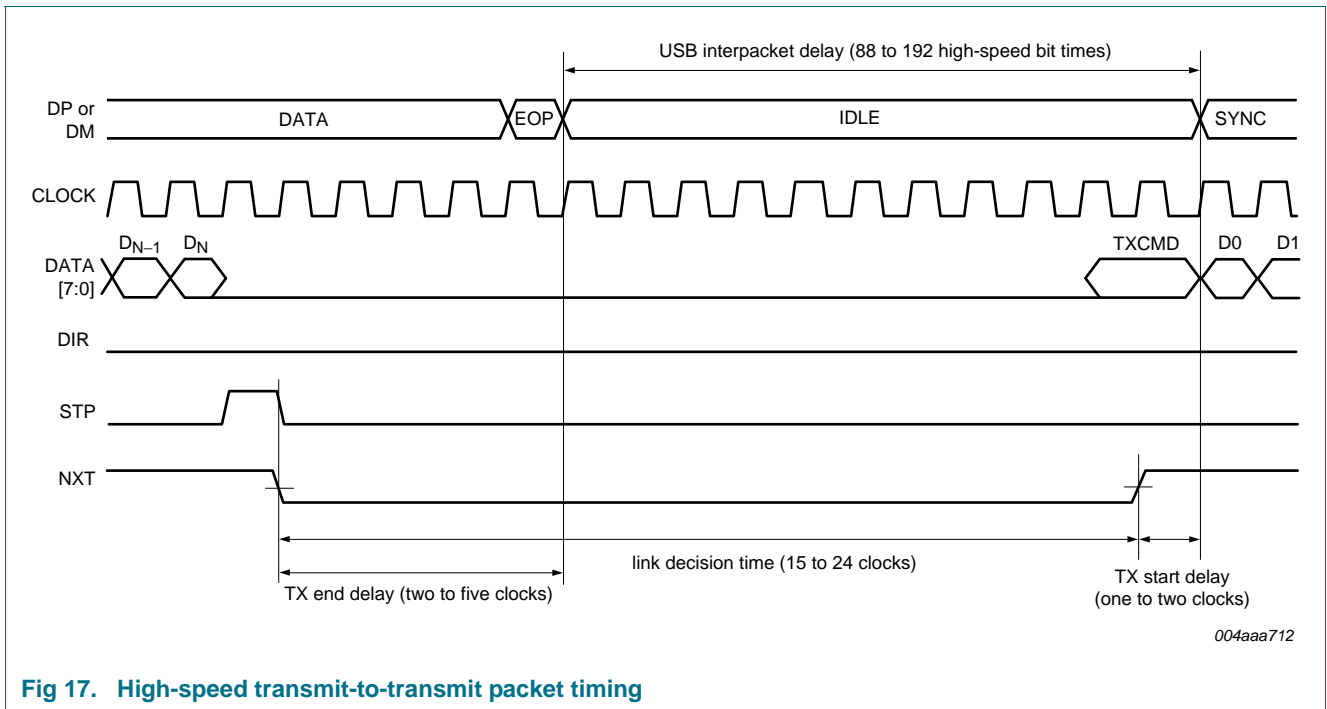 USB interpacket delay (88 to 192 high-speed bit times)
DP or
DM
DATA
EOP
IDLE
SYNC
CLOCK
DN−1
DN
TXCMD
D0
D1
DATA
[7:0]
DIR
STP
NXT
link decision time (15 to 24 clocks)
TX end delay (two to five clocks)
TX start delay
(one to two clocks)
004aaa712
Fig 17. High-speed transmit-to-transmit packet timing